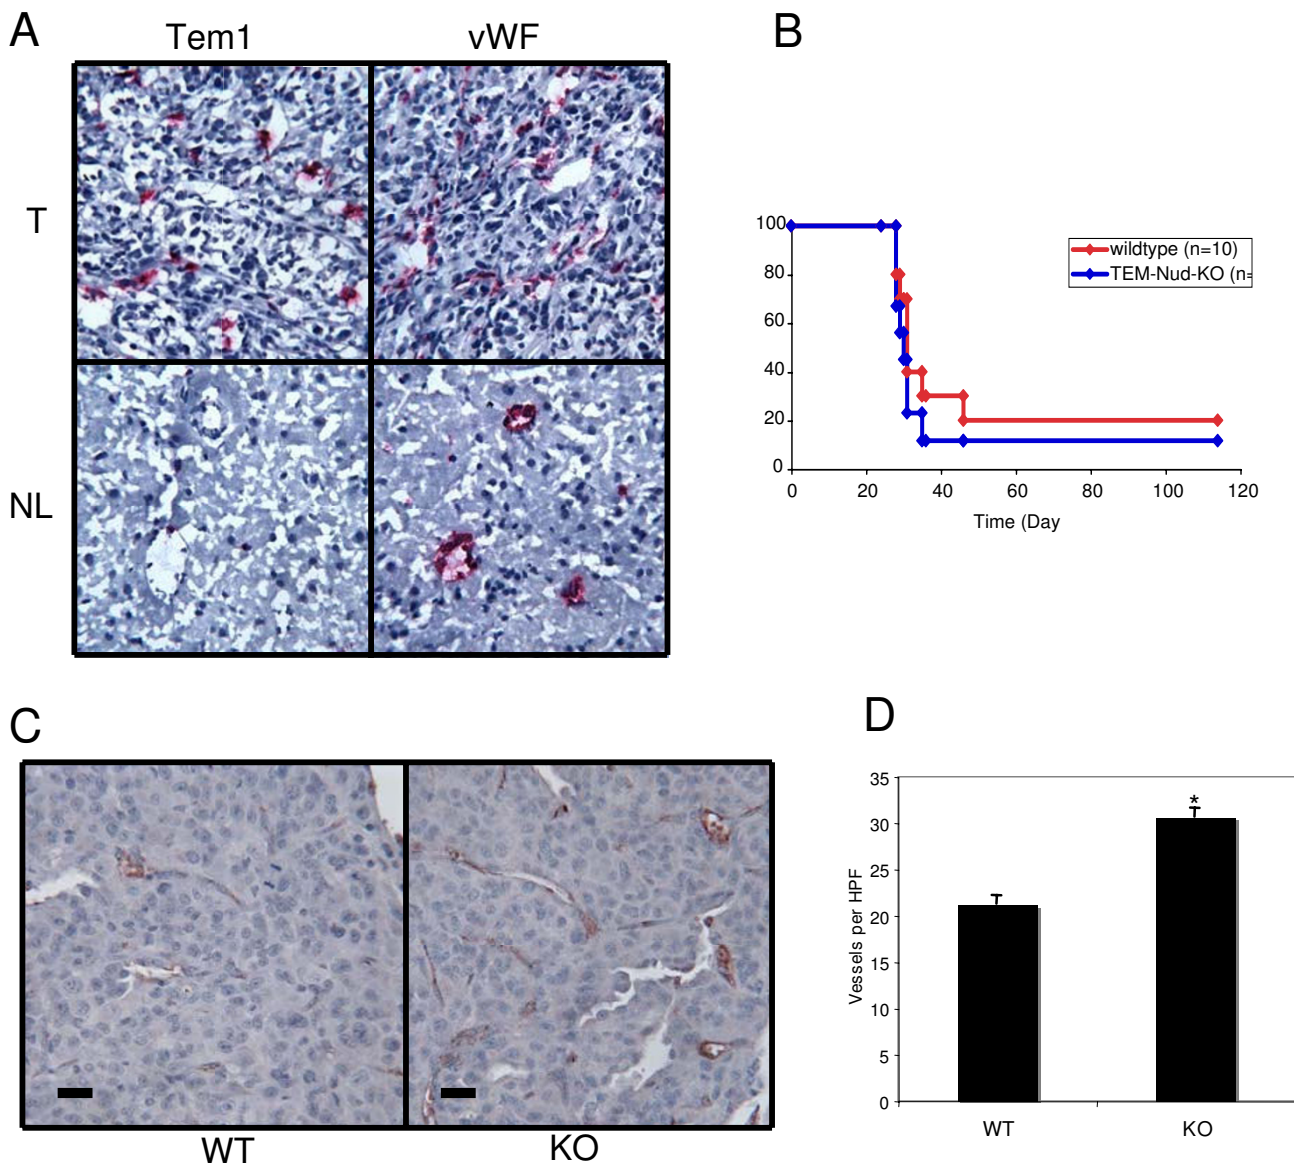 A
Tem1
vWF
T
NL
B
100
80
60
40
20
0
0 20 40 60 80 100 120
Time (Day
wildtype (n=10)
TEM-Nud-KO (n=
C
WT
KO
D
35
30
25
20
15
10
5
0
Vessels per HPF
*
WT KO